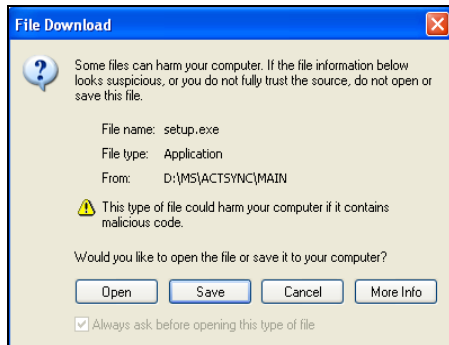 File Download
Some files can harm your computer. If the file information below
looks suspicious, or you do not fully trust the source, do not open or
save this file.
File name: setup.exe
File type: Application
From: D:\MS\ACTSYNC\MAIN
This type of file could harm your computer if it contains
malicious code.
Would you like to open the file or save it to your computer?
Open Save Cancel More Info
Always ask before opening this type of file